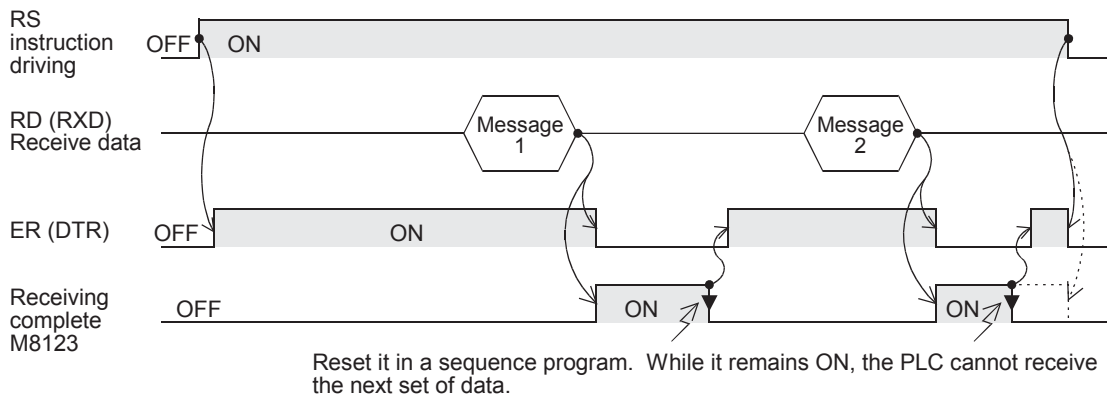 RS
instruction
driving
OFF
ON
RD (RXD)
Receive data
Message
1
Message
2
ER (DTR)
OFF
ON
Receiving
complete
M8123
OFF
ON
ON
Reset it in a sequence program.  While it remains ON, the PLC cannot receive
the next set of data.